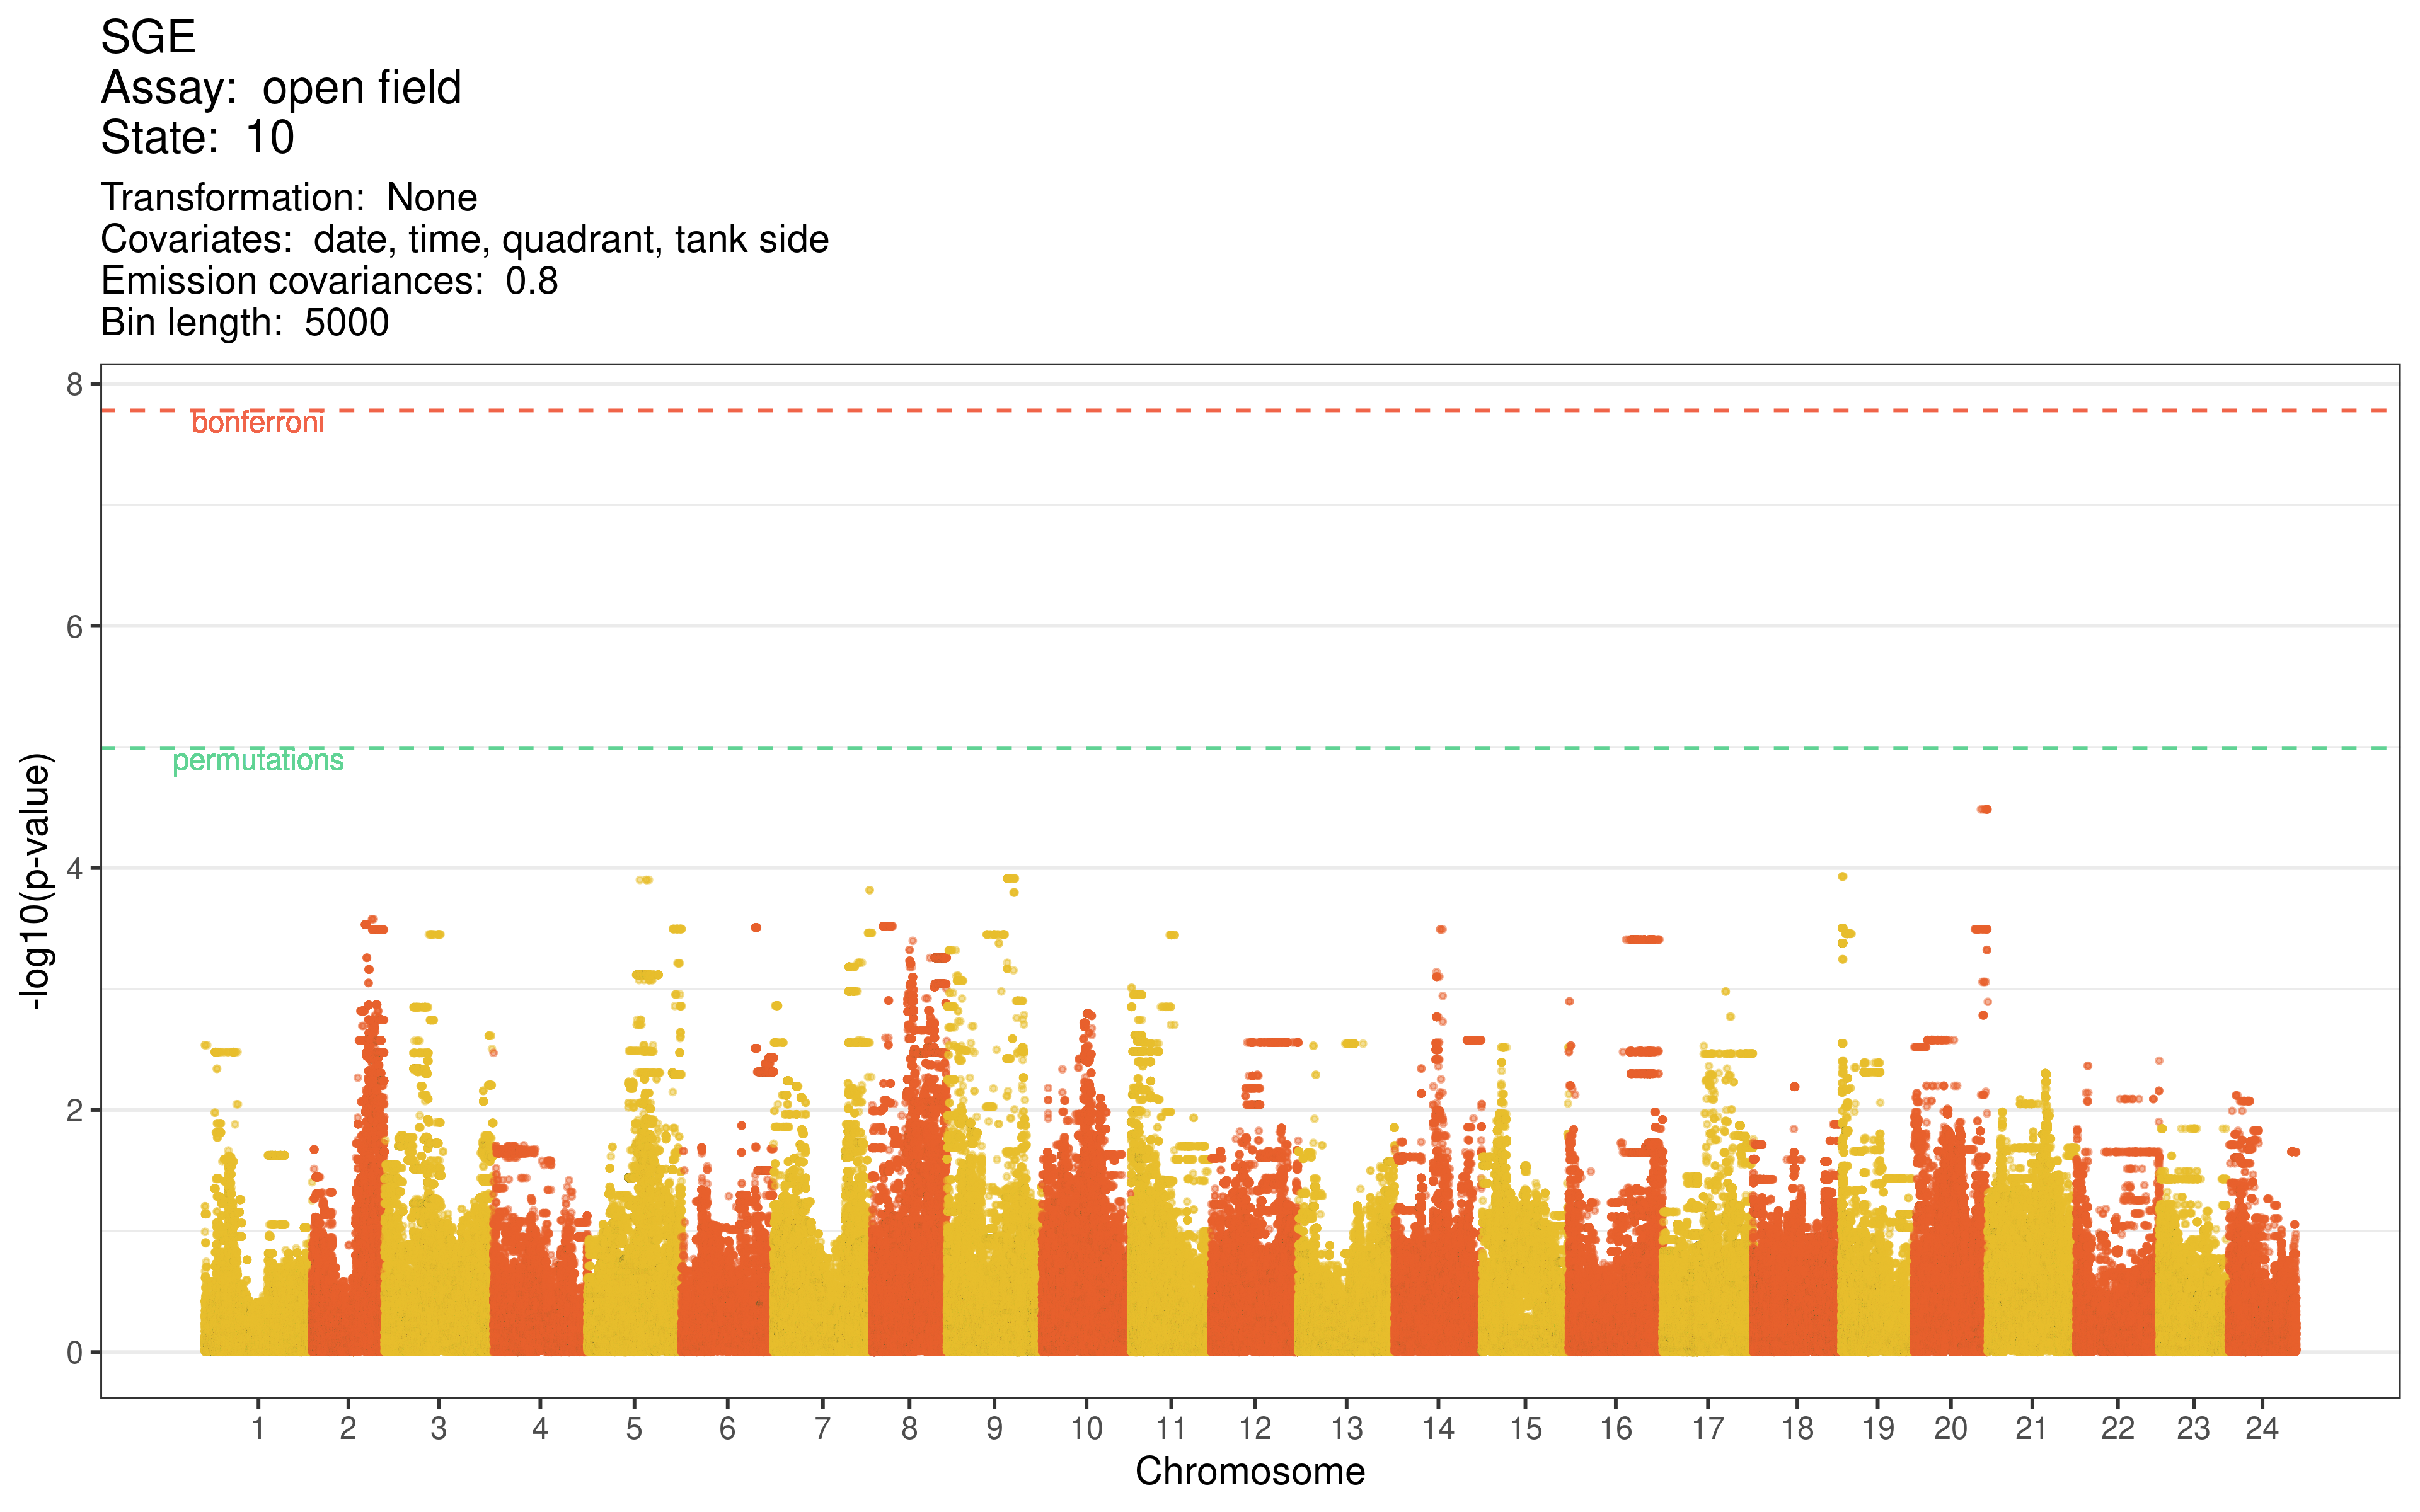 SGE
Assay:  open field
State:  10
Transformation:  None
Covariates:  date, time, quadrant, tank side
Emission covariances:  0.8
Bin length:  5000
8
bonferroni
6
permutations
4
2
0
-log10(p-value)
1 2 3 4 5 6 7 8 9 10 11 12 13 14 15 16 17 18 19 20 21 22 23 24
Chromosome